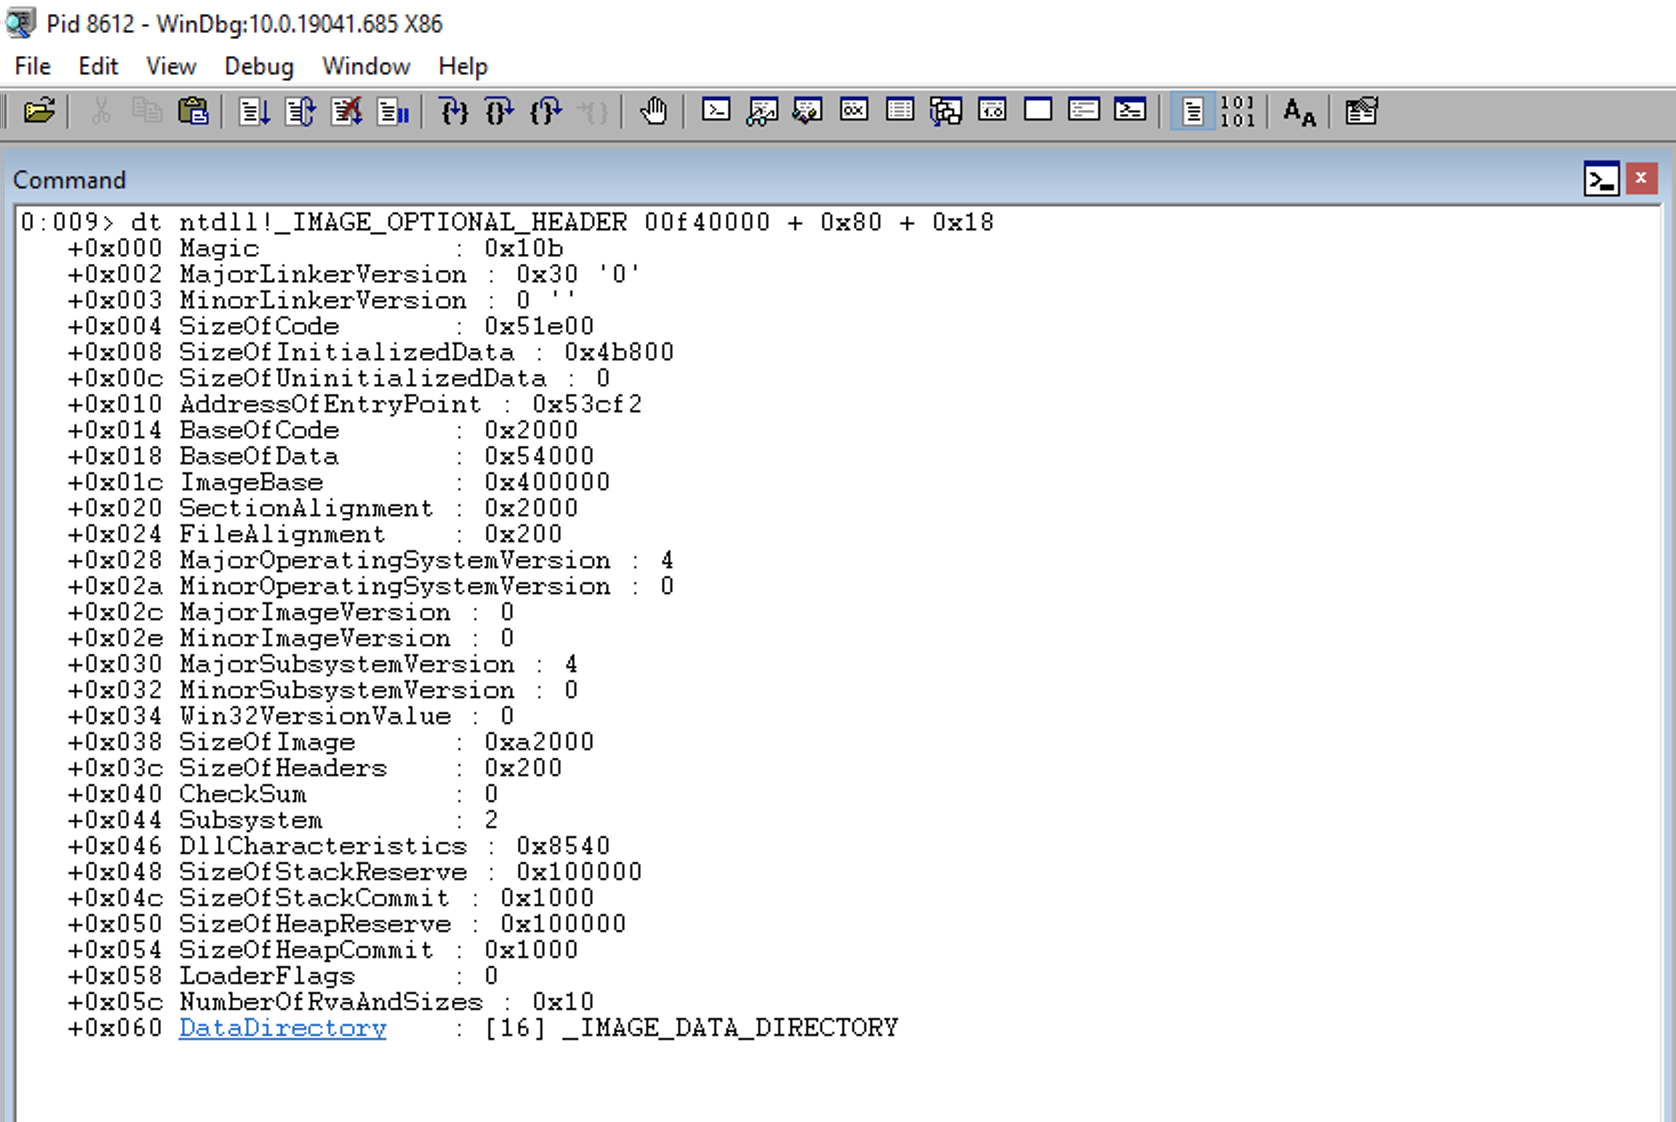 Pid 8612 - WinDbg:10.0.19041.685 X86
File Edit View Debug Window Help
101
101
Command
0:009> dt ntdll!_IMAGE_OPTIONAL_HEADER 00f40000 + 0x80 + 0x18
+0x000 Magic : 0x10b
+0x002 MajorLinkerVersion : 0x30 '0'
+0x003 MinorLinkerVersion : 0 ''
+0x004 SizeOfCode : 0x51e00
+0x008 SizeOfInitializedData : 0x4b800
+0x00c SizeOfUninitializedData : 0
+0x010 AddressOfEntryPoint : 0x53cf2
+0x014 BaseOfCode : 0x2000
+0x018 BaseOfData : 0x54000
+0x01c ImageBase : 0x400000
+0x020 SectionAlignment : 0x2000
+0x024 FileAlignment : 0x200
+0x028 MajorOperatingSystemVersion : 4
+0x02a MinorOperatingSystemVersion : 0
+0x02c MajorImageVersion : 0
+0x02e MinorImageVersion : 0
+0x030 MajorSubsystemVersion : 4
+0x032 MinorSubsystemVersion : 0
+0x034 Win32VersionValue : 0
+0x038 SizeOfImage : 0xa2000
+0x03c SizeOfHeaders : 0x200
+0x040 CheckSum : 0
+0x044 Subsystem : 2
+0x046 DllCharacteristics : 0x8540
+0x048 SizeOfStackReserve : 0x100000
+0x04c SizeOfStackCommit : 0x1000
+0x050 SizeOfHeapReserve : 0x100000
+0x054 SizeOfHeapCommit : 0x1000
+0x058 LoaderFlags : 0
+0x05c NumberOfRvaAndSizes : 0x10
+0x060 DataDirectory : [16] _IMAGE_DATA_DIRECTORY